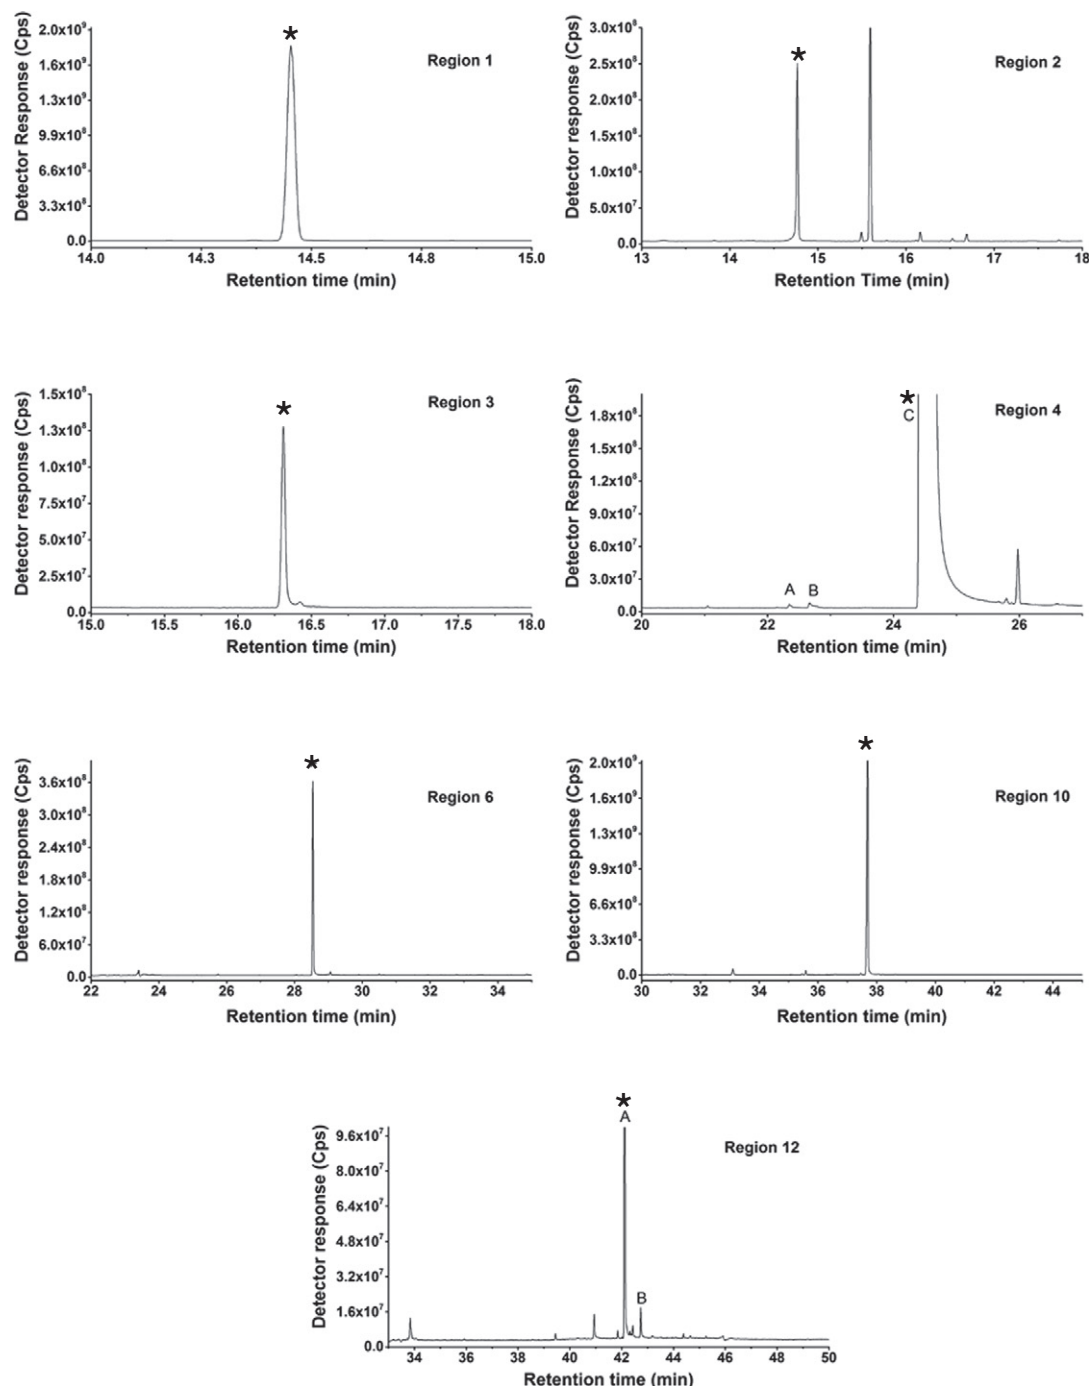 Detector Response (Cps)
2.0x10⁹
1.6x10⁹
1.3x10⁹
9.9x10⁸
6.6x10⁸
3.3x10⁸
0.0
*
Region 1
14.0 14.3 14.5 14.8 15.0
Retention time (min)
Detector response (Cps)
3.0x10⁸
2.5x10⁸
2.0x10⁸
1.5x10⁸
1.0x10⁸
5.0x10⁷
0.0
*
Region 2
13 14 15 16 17 18
Retention Time (min)
Detector response (Cps)
1.5x10⁸
1.3x10⁸
1.0x10⁸
7.5x10⁷
5.0x10⁷
2.5x10⁷
0.0
*
Region 3
15.0 15.5 16.0 16.5 17.0 17.5 18.0
Retention time (min)
Detector Response (Cps)
1.8x10⁸
1.5x10⁸
1.2x10⁸
9.0x10⁷
6.0x10⁷
3.0x10⁷
0.0
*
C
A B
Region 4
20 22 24 26
Retention time (min)
Detector response (Cps)
3.6x10⁸
3.0x10⁸
2.4x10⁸
1.8x10⁸
1.2x10⁸
6.0x10⁷
0.0
*
Region 6
22 24 26 28 30 32 34
Retention time (min)
Detector response (Cps)
2.0x10⁹
1.6x10⁹
1.3x10⁹
9.9x10⁸
6.6x10⁸
3.3x10⁸
0.0
*
Region 10
30 32 34 36 38 40 42 44
Retention time (min)
Detector response (Cps)
9.6x10⁷
8.0x10⁷
6.4x10⁷
4.8x10⁷
3.2x10⁷
1.6x10⁷
0.0
*
A
B
Region 12
34 40 42 44 46 48 50
Retention time (min)